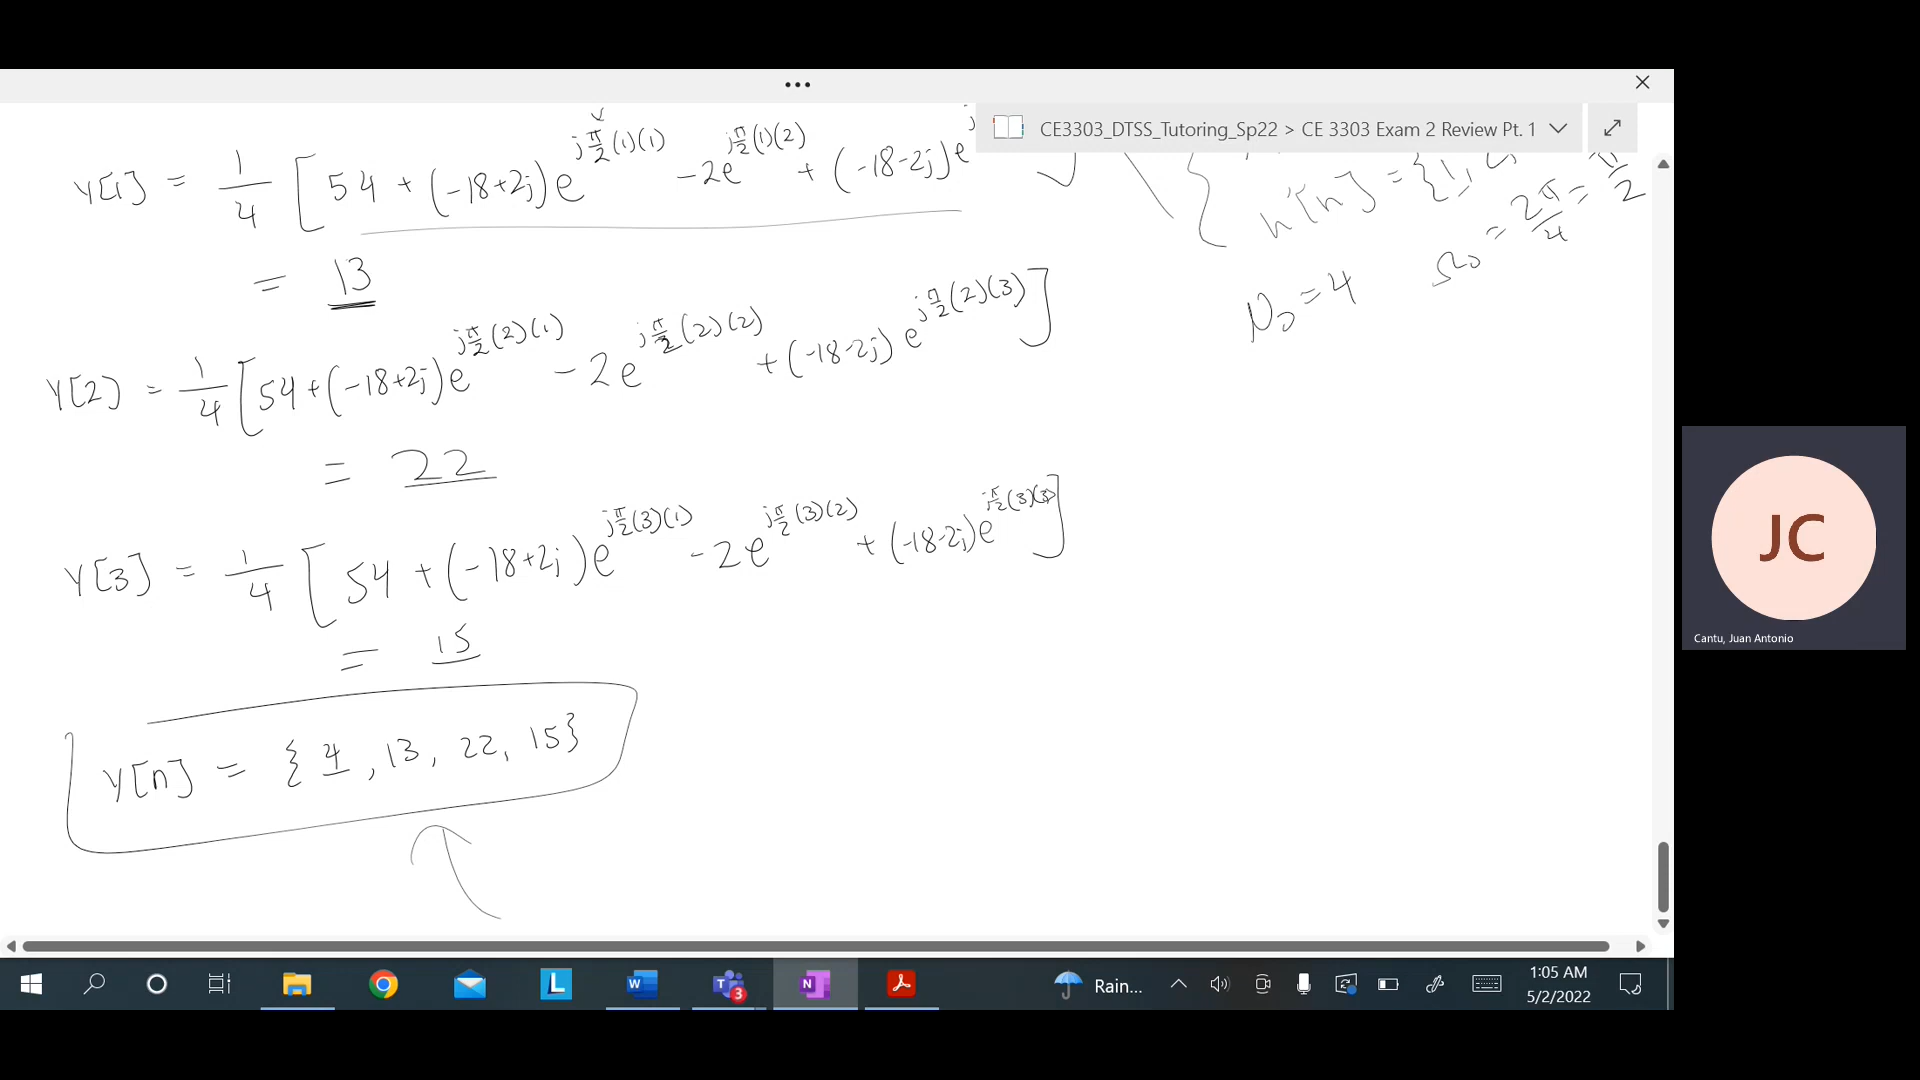 CE3303_DTSS_Tutoring_Sp22 > CE 3303 Exam 2 Review Pt. 1
y[1] = 1/4 [54 + (-18+2j)e^{jπ/2(1)(1)} - 2e^{jπ/2(1)(2)} + (-18-2j)e^{j
= 13
h[n] = {1,
Ω0 = 2π/4 = π/2
N0 = 4
y[2] = 1/4 [54 + (-18+2j)e^{jπ/2(2)(1)} - 2e^{jπ/2(2)(2)} + (-18-2j)e^{jπ/2(2)(3)}]
= 22
y[3] = 1/4 [54 + (-18+2j)e^{jπ/2(3)(1)} - 2e^{jπ/2(3)(2)} + (-18-2j)e^{jπ/2(3)(3)}]
= 15
y[n] = {4, 13, 22, 15}
JC
Cantu, Juan Antonio
L
W
T
3
N
Rain...
1:05 AM
5/2/2022